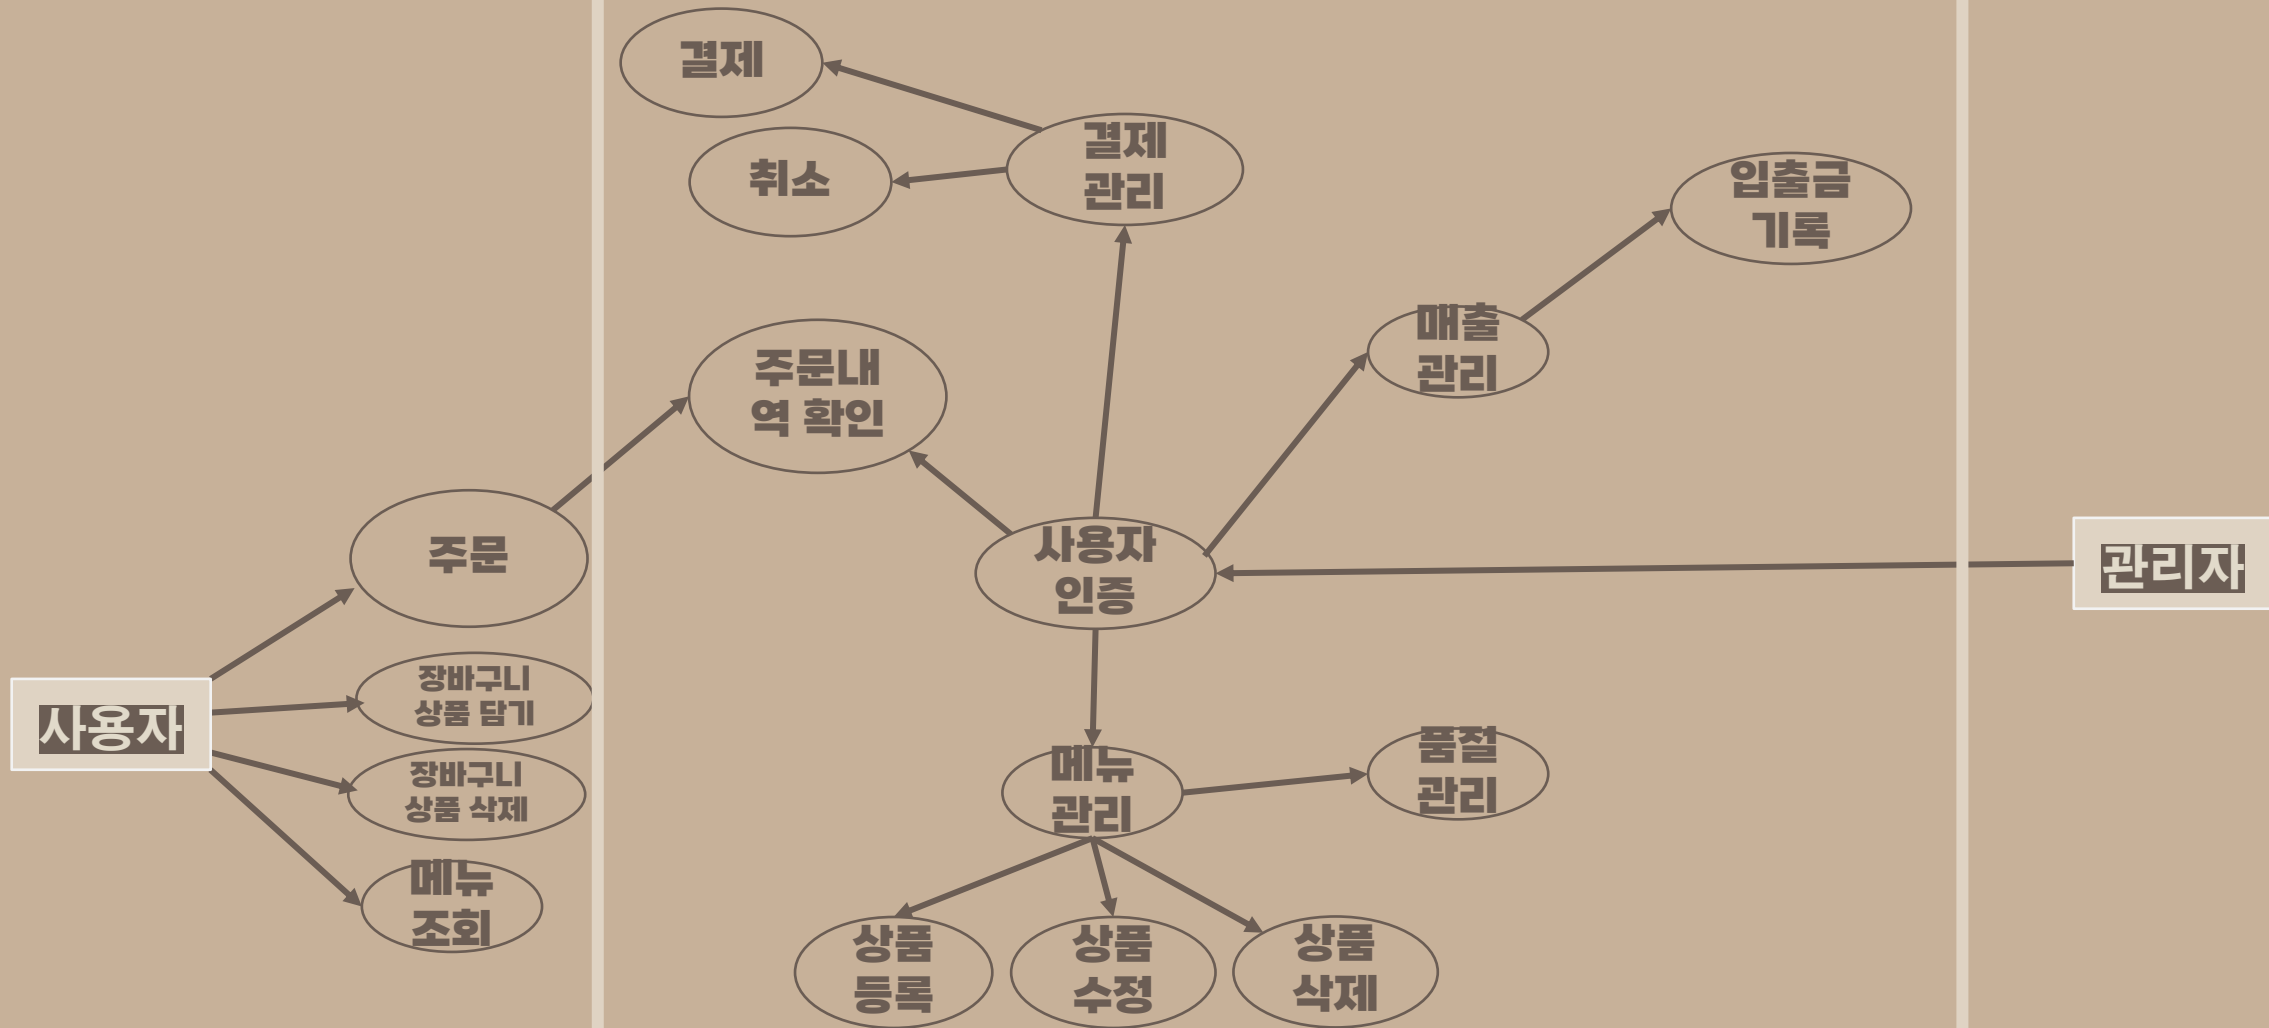 결제
취소
결제
관리
입출금
기록
매출
관리
주문내
역 확인
주문
사용자
인증
관리자
장바구니
상품 담기
사용자
장바구니
상품 삭제
메뉴
관리
품절
관리
메뉴
조회
상품
등록
상품
수정
상품
삭제